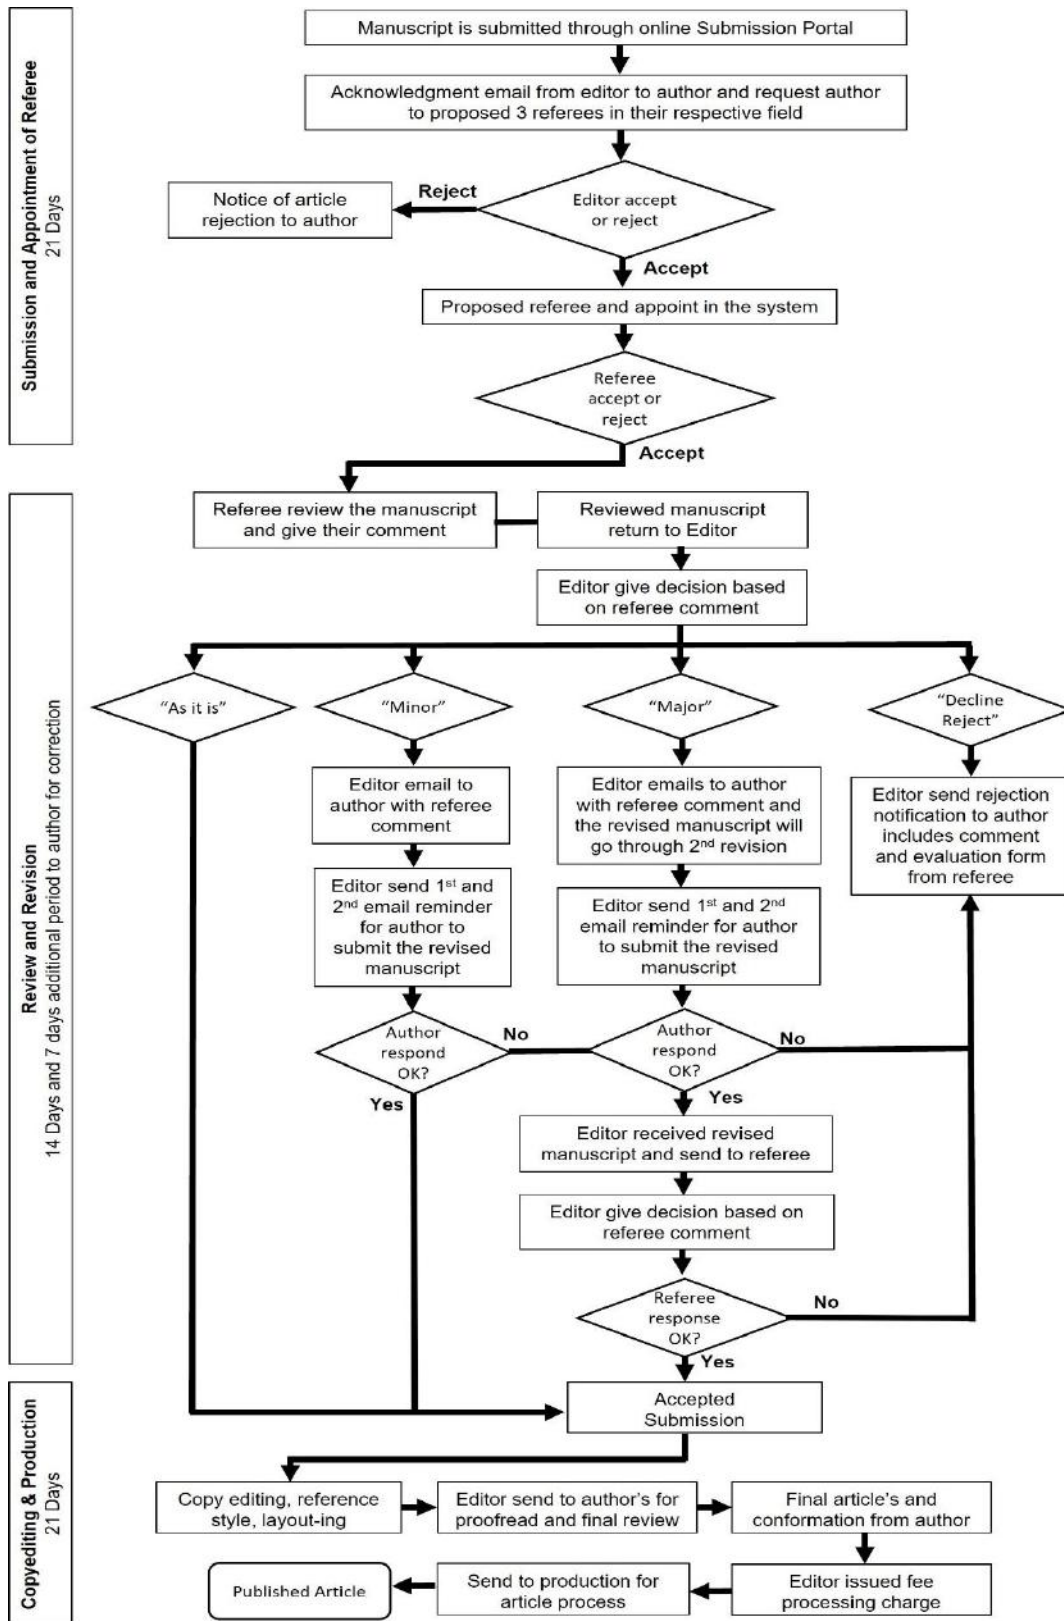 Submission and Appointment of Referee
21 Days
Manuscript is submitted through online Submission Portal
Acknowledgment email from editor to author and request author
to proposed 3 referees in their respective field
Editor accept
or reject
Reject
Notice of article
rejection to author
Accept
Proposed referee and appoint in the system
Referee
accept or
reject
Accept
Review and Revision
14 Days and 7 days additional period to author for correction
Referee review the manuscript
and give their comment
Reviewed manuscript
return to Editor
Editor give decision based
on referee comment
“As it is”
“Minor”
“Major”
“Decline
Reject”
Editor email to
author with referee
comment
Editor emails to author
with referee comment and
the revised manuscript will
go through 2nd revision
Editor send rejection
notification to author
includes comment
and evaluation form
from referee
Editor send 1st and
2nd email reminder
for author to
submit the revised
manuscript
Editor send 1st and 2nd
email reminder for author
to submit the revised
manuscript
Author
respond
OK?
No
Yes
Author
respond
OK?
No
Yes
Editor received revised
manuscript and send to referee
Editor give decision based on
referee comment
Referee
response
OK?
No
Yes
Copyediting & Production
21 Days
Accepted
Submission
Copy editing, reference
style, layout-ing
Editor send to author’s for
proofread and final review
Final article’s and
conformation from author
Editor issued fee
processing charge
Send to production for
article process
Published Article